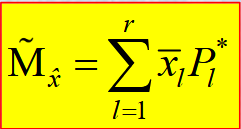 M̃_x̂ = ∑_{l=1}^{r} x̄_l P_l^*